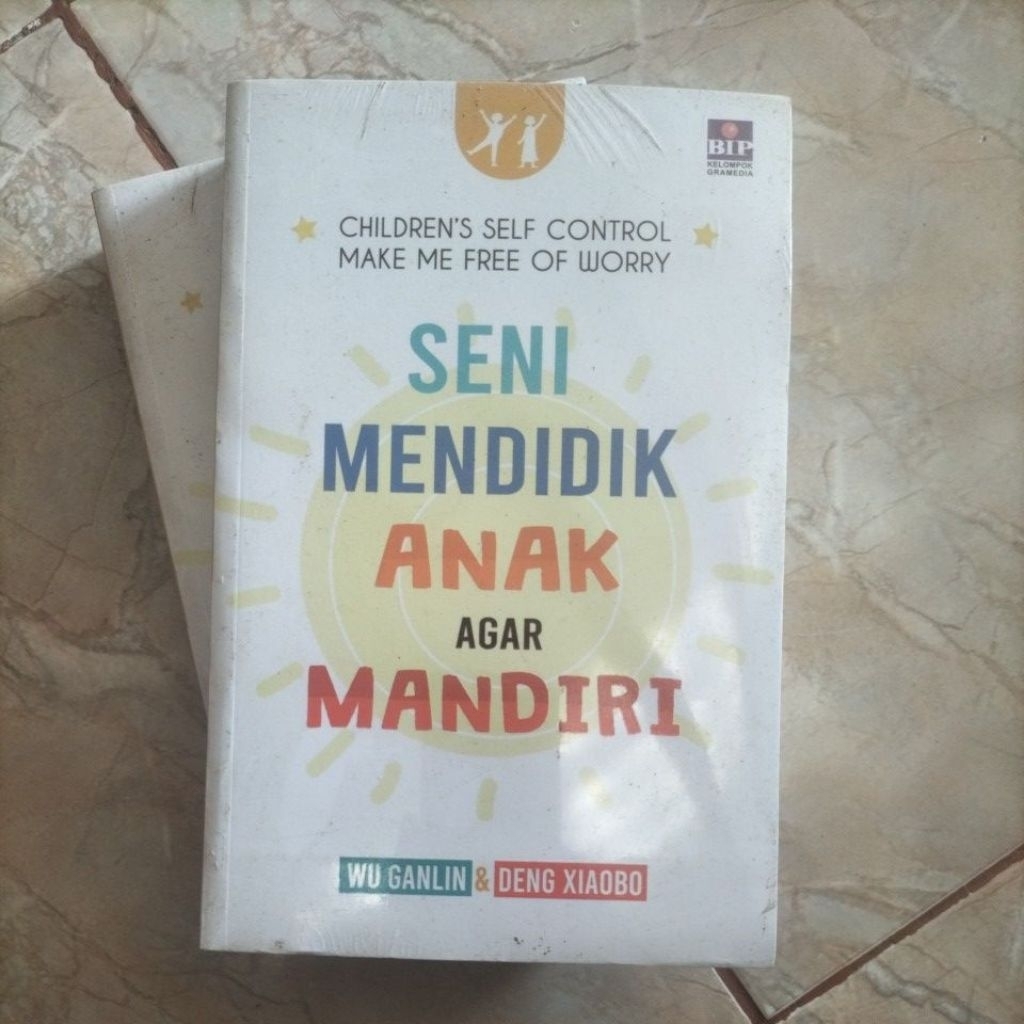 BIP
KELOMPOK
GRAMEDIA
CHILDREN'S SELF CONTROL
MAKE ME FREE OF WORRY
SENI
MENDIDIK
ANAK
AGAR
MANDIRI
WU GANLIN & DENG XIAOBO